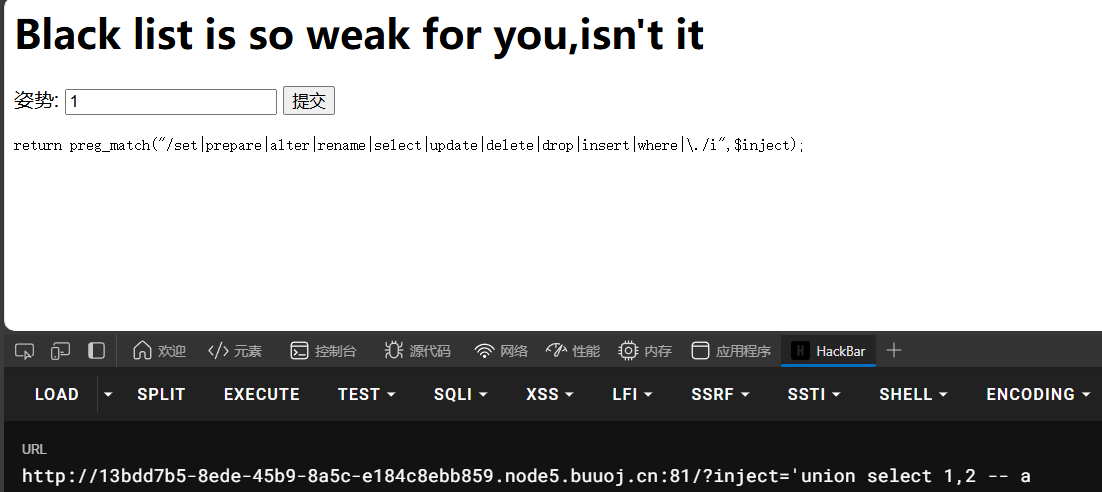 Black list is so weak for you,isn't it
姿势: 1 提交
return preg_match("/set|prepare|alter|rename|select|update|delete|drop|insert|where|\./i",$inject);
欢迎 </> 元素 控制台 源代码 网络 性能 内存 应用程序 H HackBar +
LOAD SPLIT EXECUTE TEST SQLI XSS LFI SSRF SSTI SHELL ENCODING
URL
http://13bdd7b5-8ede-45b9-8a5c-e184c8ebb859.node5.buuoj.cn:81/?inject='union select 1,2 -- a